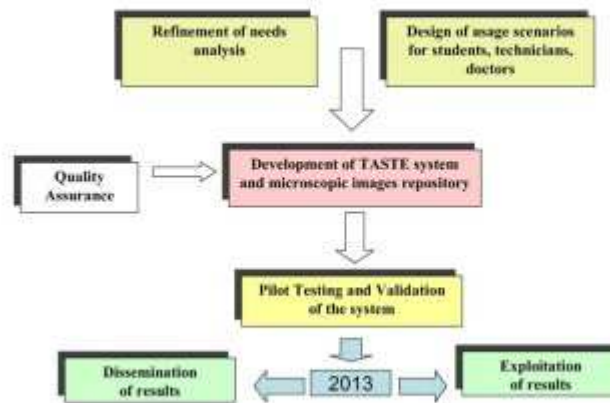 Refinement of needs
analysis
Design of usage scenarios
for students, technicians,
doctors
Quality
Assurance
Development of TASTE system
and microscopic images repository
Pilot Testing and Validation
of the system
Dissemination
of results
2013
Exploitation
of results